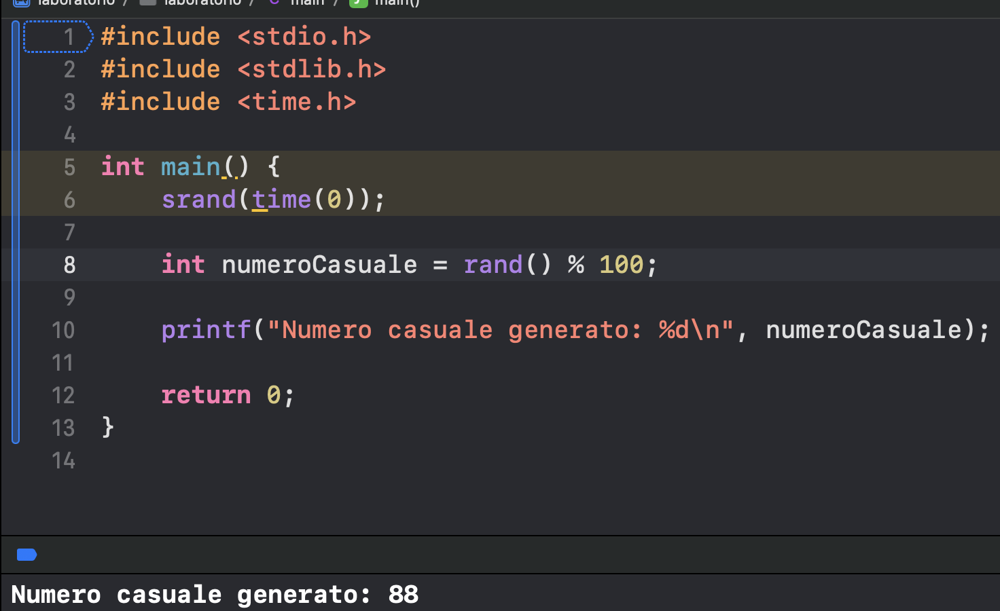 laboratorio / laboratorio / C main / main()
1 #include <stdio.h>
2 #include <stdlib.h>
3 #include <time.h>
4
5 int main() {
6 srand(time(0));
7
8 int numeroCasuale = rand() % 100;
9
10 printf("Numero casuale generato: %d\n", numeroCasuale);
11
12 return 0;
13 }
14
Numero casuale generato: 88